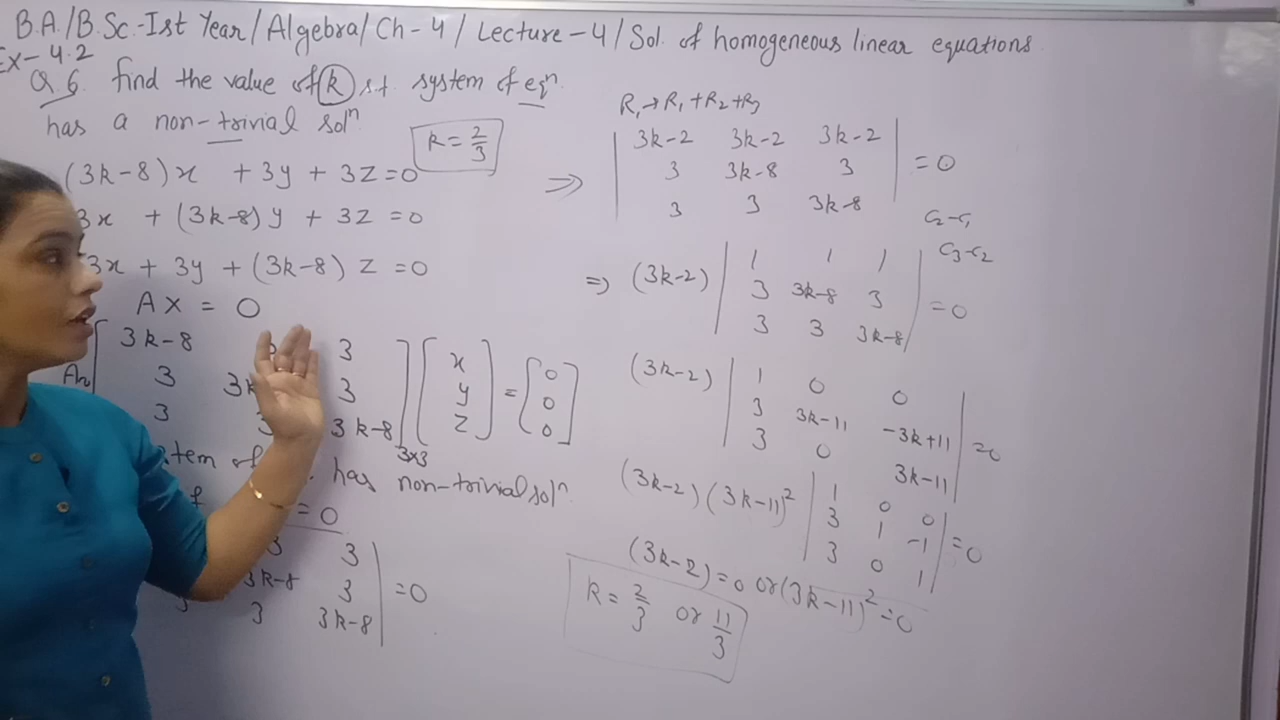 B.A./B.Sc.-Ist Year/Algebra/Ch-4/Lecture-4/Sol. of homogeneous linear equations
Ex-4.2
Q.6. find the value of k s.t. system of eqⁿ.
has a non-trivial solⁿ.
k = 2/3
(3k-8)x + 3y + 3z = 0
3x + (3k-8)y + 3z = 0
3x + 3y + (3k-8) z = 0
AX = 0
3k-8 3
3 3
3 3k-8
3×3
x
y
z
=
0
0
0
has non-trivial solⁿ.
= 0
3 3
3k-8 3 = 0
3 3k-8
R₁→R₁+R₂+R₃
3k-2 3k-2 3k-2
⇒ 3 3k-8 3 = 0
3 3 3k-8
C₂-C₁
C₃-C₂
1 1 1
⇒ (3k-2) 3 3k-8 3 = 0
3 3 3k-8
(3k-2) 1 0 0
3 3k-11 -3k+11 = 0
3 0 3k-11
(3k-2)(3k-11)² 1 0 0
3 1 -1 = 0
3 0 1
(3k-2)=0 or (3k-11)²=0
k = 2/3 or 11/3